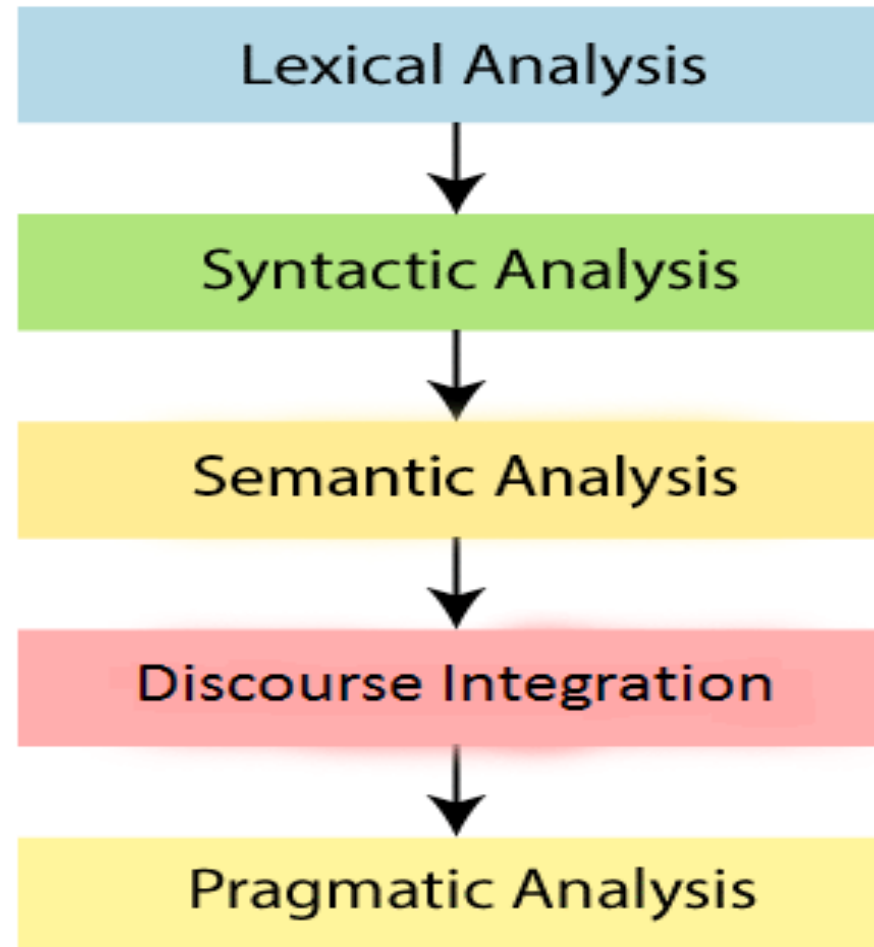 Lexical Analysis
Syntactic Analysis
Semantic Analysis
Discourse Integration
Pragmatic Analysis